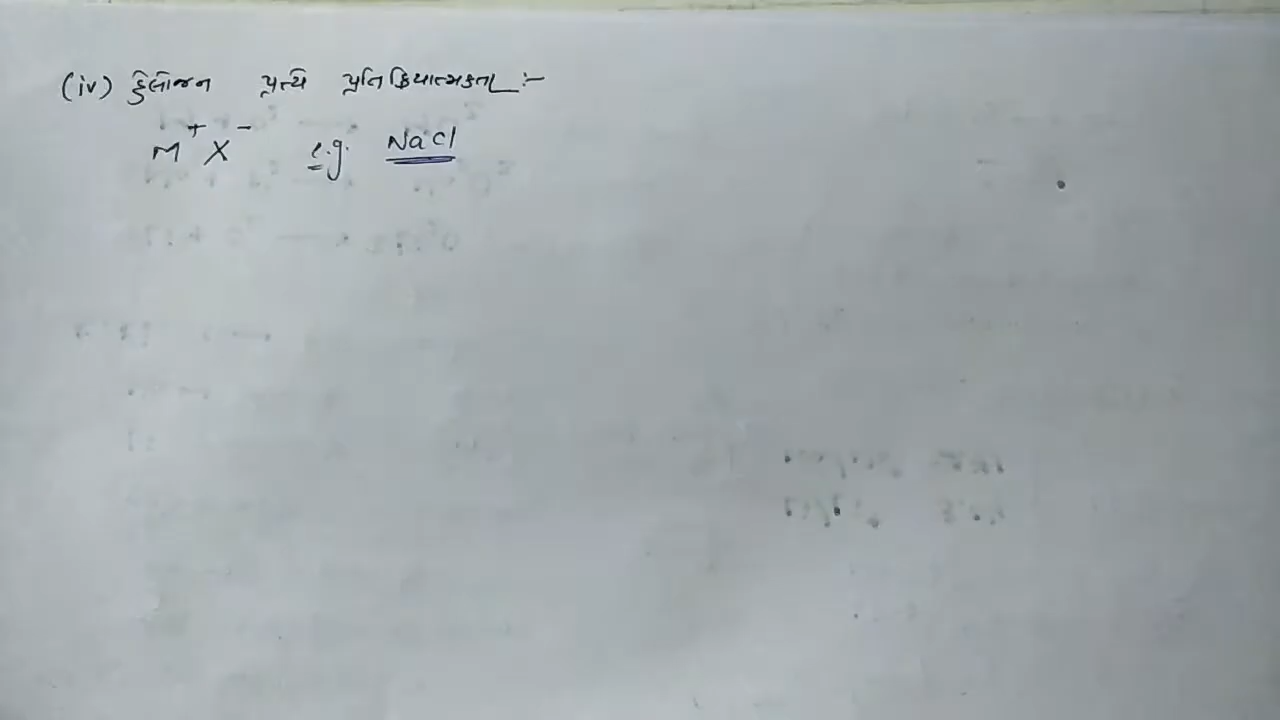 (iv) હેલોજન પ્રત્યે પ્રતિક્રિયાત્મકતા :-
M⁺ X⁻ e.g. NaCl